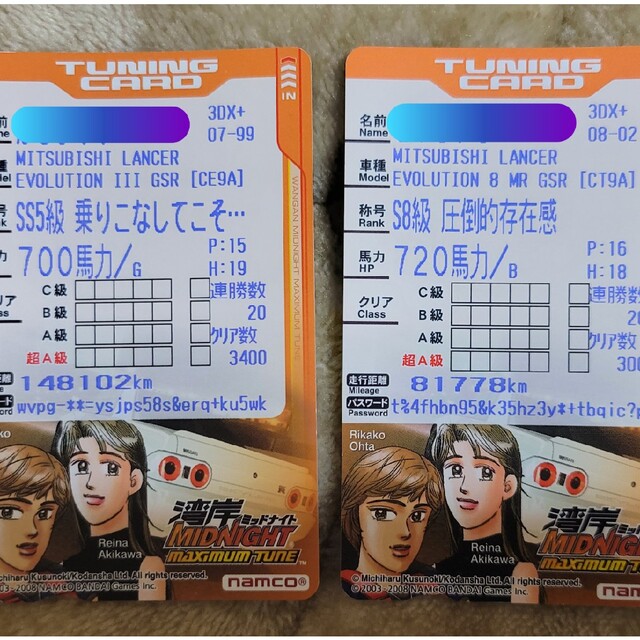 TUNING
CARD
IN
3DX+
07-99
MITSUBISHI LANCER
EVOLUTION III GSR [CE9A]
SS5級 乗りこなしてこそ…
700馬力/G
P:15
H:19
C級
連勝数
B級
20
A級
クリア数
超A級
3400
リア
Class
148102km
wvpg-**=ysjps58s&erq+ku5wk
WANGAN MIDNIGHT MAXIMUM TUNE
Reina
Akikawa
湾岸
ミッドナイト
MIDNIGHT
MAXIMUM TUNE
namco
Michiharu Kusunoki/Kodansha Ltd. All rights reserved.
©2003-2008 NAMCO BANDAI Games Inc.
TUNING
CARD
名前
Name
3DX+
08-02
車種
Model
MITSUBISHI LANCER
EVOLUTION 8 MR GSR [CT9A]
称号
Rank
S8級 圧倒的存在感
馬力
HP
720馬力/B
P:16
H:18
クリア
Class
C級
連勝数
B級
20
A級
クリア数
超A級
走行距離
Mileage
81778km
パスワード
Password
Rikako
Ohta
Reina
Akikawa
湾岸
MIDNIGHT
MAXIMUM TUNE
© Michiharu Kusunoki/Kodansha Ltd. All rights reserved.
©2003-2008 NAMCO BANDAI Games Inc.